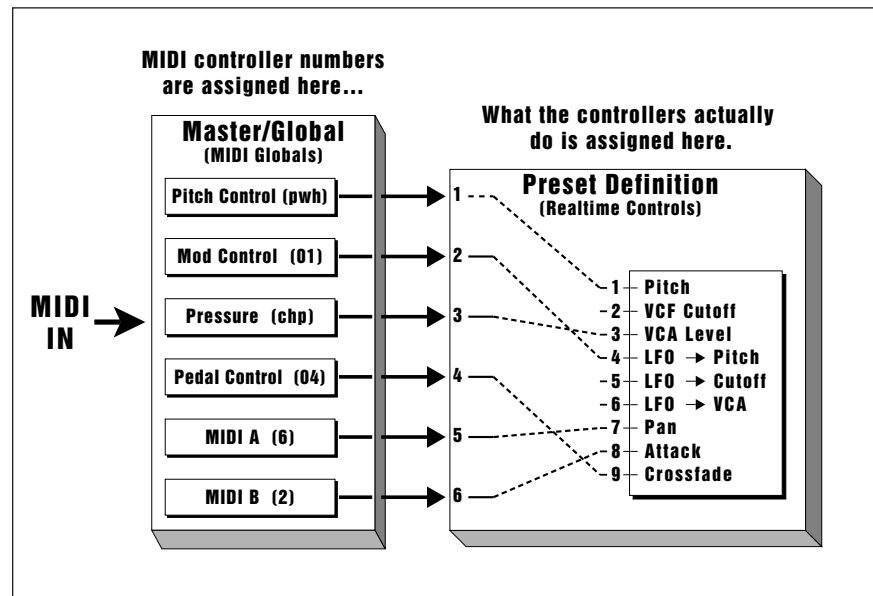 MIDI controller numbers
are assigned here...
Master/Global
(MIDI Globals)
Pitch Control (pwh)
Mod Control (01)
Pressure (chp)
Pedal Control (04)
MIDI A (6)
MIDI B (2)
MIDI
IN
What the controllers actually
do is assigned here.
Preset Definition
(Realtime Controls)
1
2
3
4
5
6
1 Pitch
2 VCF Cutoff
3 VCA Level
4 LFO → Pitch
5 LFO → Cutoff
6 LFO → VCA
7 Pan
8 Attack
9 Crossfade